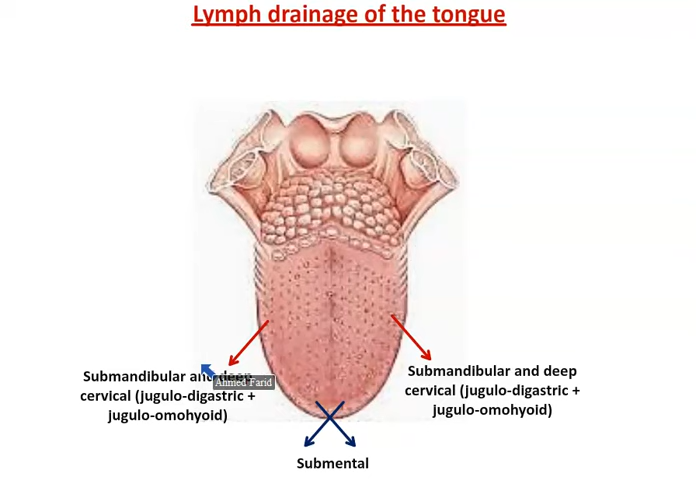 Lymph drainage of the tongue
Submandibular and deep
cervical (jugulo-digastric +
jugulo-omohyoid)
Ahmed Farid
Submandibular and deep
cervical (jugulo-digastric +
jugulo-omohyoid)
Submental